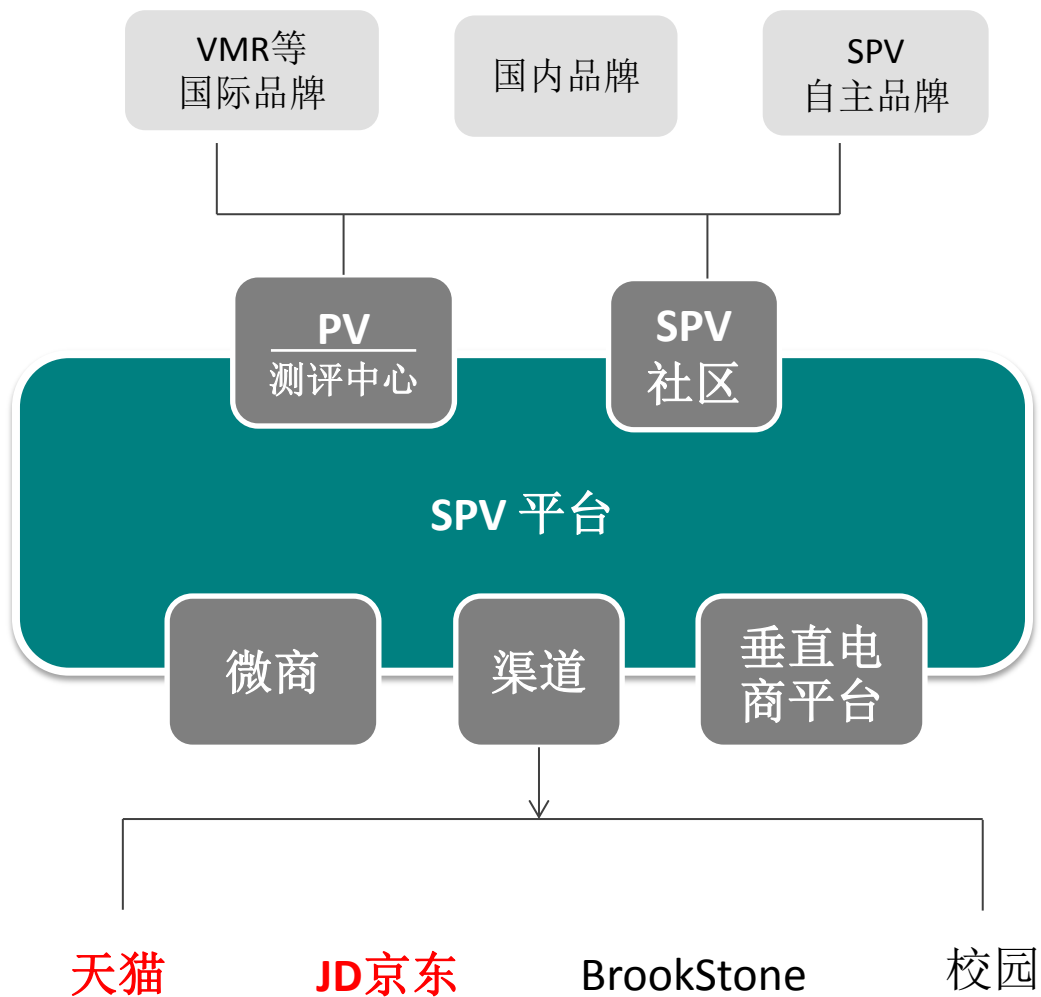 VMR等
国际品牌
国内品牌
SPV
自主品牌
PV
测评中心
SPV
社区
SPV 平台
微商
渠道
垂直电
商平台
天猫
JD京东
BrookStone
校园